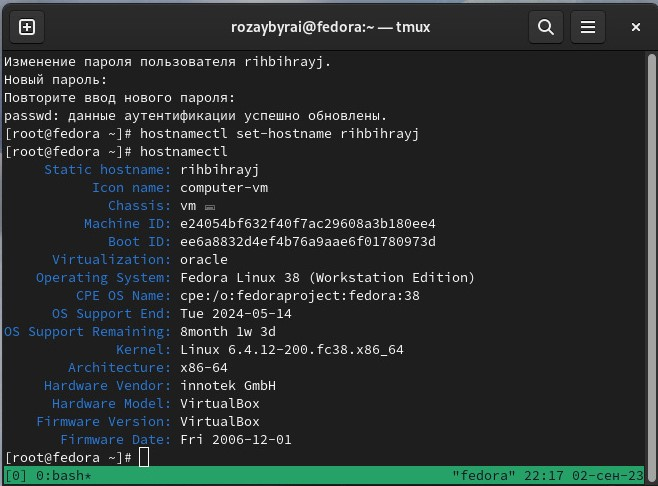 rozaybyrai@fedora:~ — tmux
Изменение пароля пользователя rihbihrayj.
Новый пароль:
Повторите ввод нового пароля:
passwd: данные аутентификации успешно обновлены.
[root@fedora ~]# hostnamectl set-hostname rihbihrayj
[root@fedora ~]# hostnamectl
Static hostname: rihbihrayj
Icon name: computer-vm
Chassis: vm 🖴
Machine ID: e24054bf632f40f7ac29608a3b180ee4
Boot ID: ee6a8832d4ef4b76a9aae6f01780973d
Virtualization: oracle
Operating System: Fedora Linux 38 (Workstation Edition)
CPE OS Name: cpe:/o:fedoraproject:fedora:38
OS Support End: Tue 2024-05-14
OS Support Remaining: 8month 1w 3d
Kernel: Linux 6.4.12-200.fc38.x86_64
Architecture: x86-64
Hardware Vendor: innotek GmbH
Hardware Model: VirtualBox
Firmware Version: VirtualBox
Firmware Date: Fri 2006-12-01
[root@fedora ~]#
[0] 0:bash* "fedora" 22:17 02-сен-23